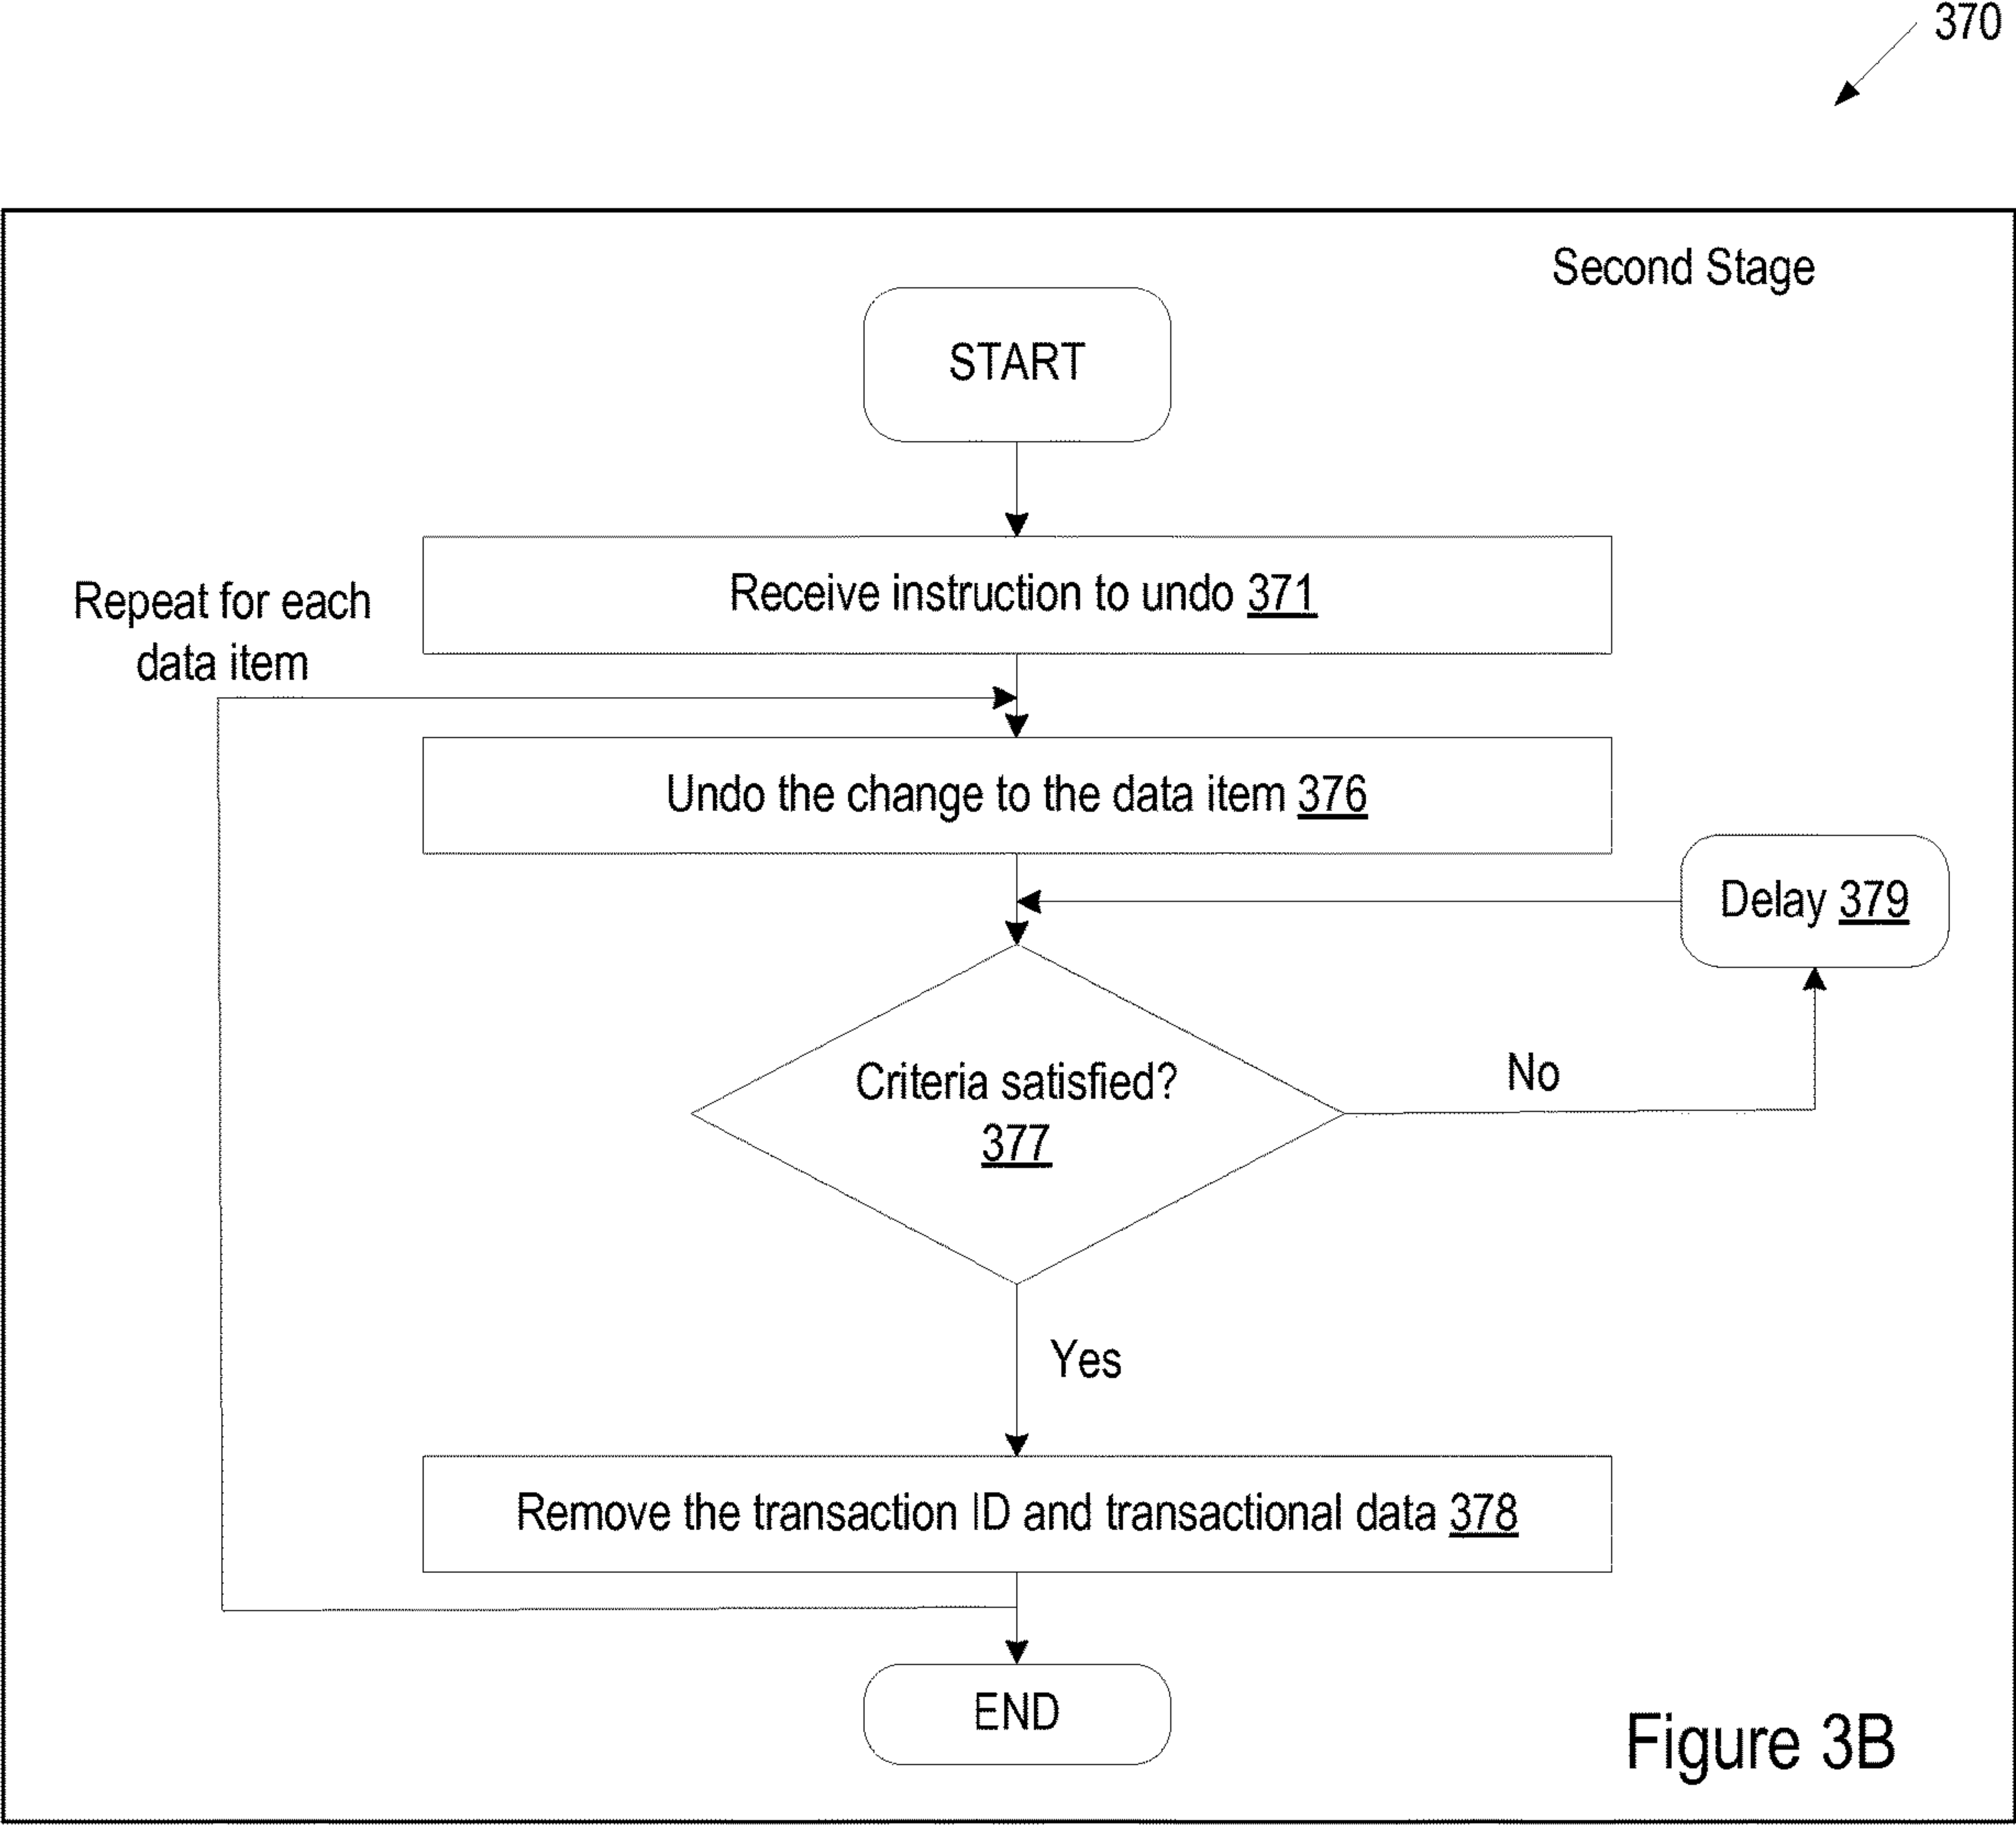 370
Second Stage
START
Receive instruction to undo 371
Repeat for each
data item
Undo the change to the data item 376
Delay 379
Criteria satisfied?
377
No
Yes
Remove the transaction ID and transactional data 378
END
Figure 3B